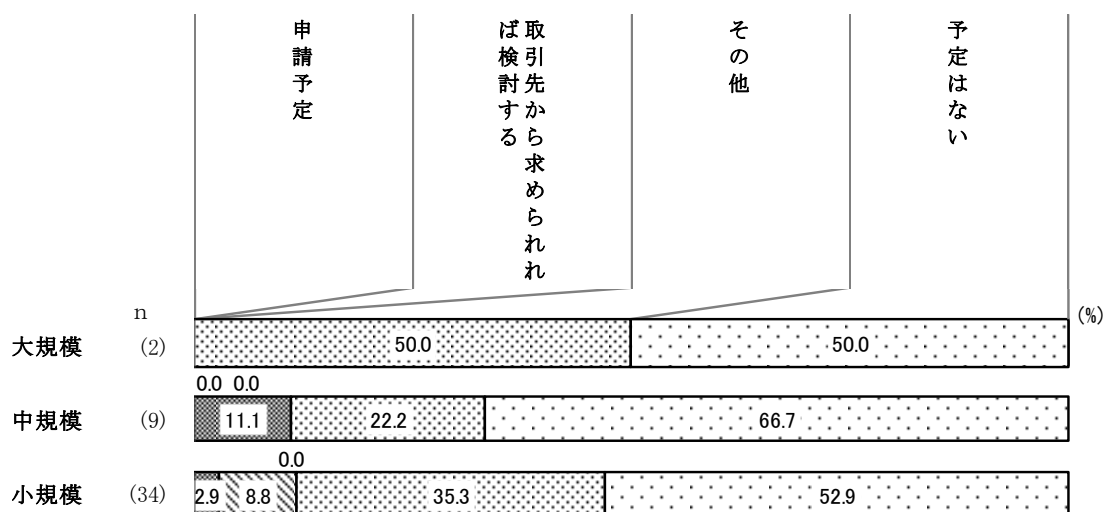 申請予定
取引先から求められれ
ば検討する
その他
予定はない
n
(%)
大規模 (2) 50.0 50.0
0.0 0.0
中規模 (9) 11.1 22.2 66.7
0.0
小規模 (34) 2.9 8.8 35.3 52.9